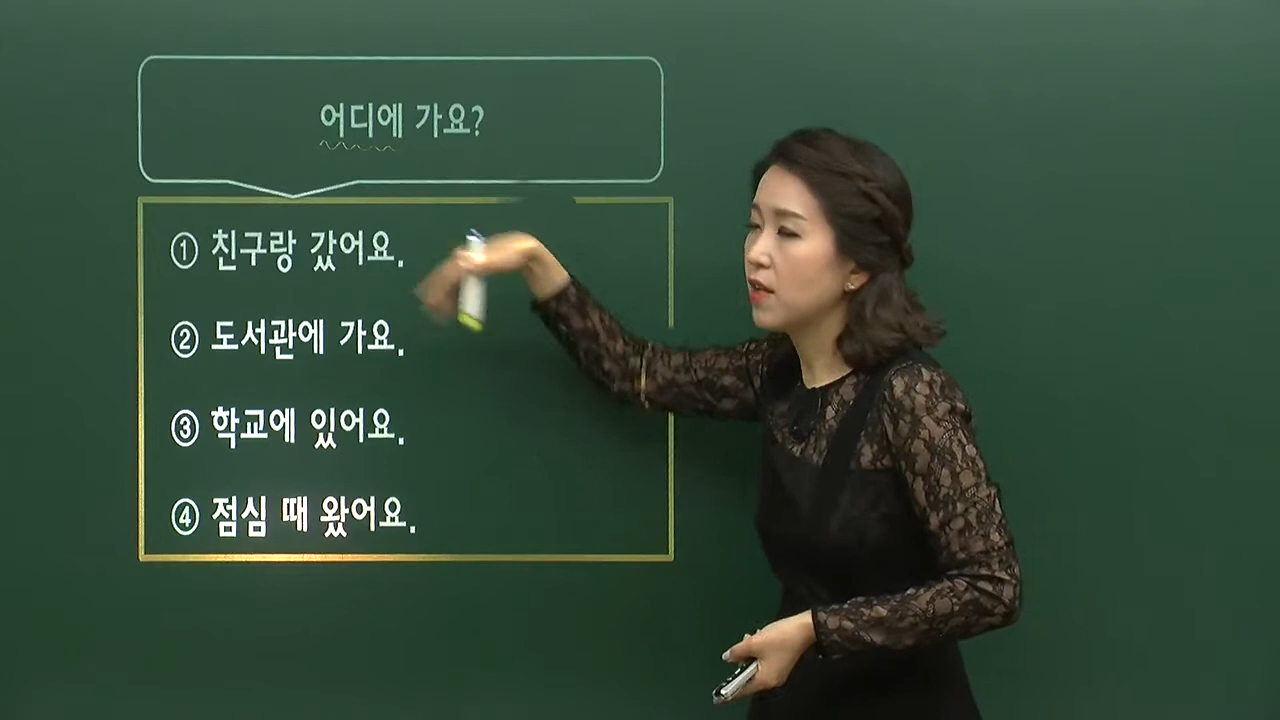 어디에 가요?
① 친구랑 갔어요.
② 도서관에 가요.
③ 학교에 있어요.
④ 점심 때 왔어요.